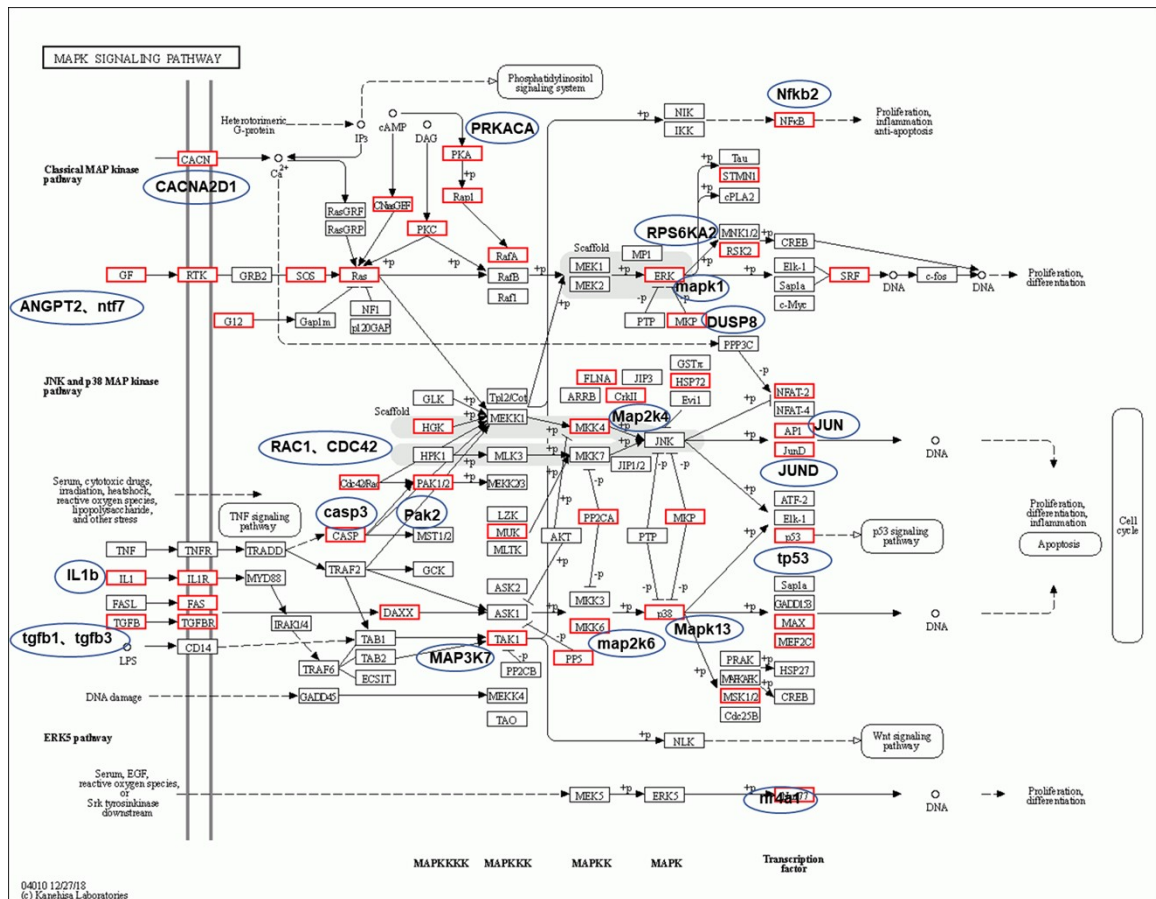 MAPK SIGNALING PATHWAY
Phosphatidylinositol
signaling system
Nfkb2
NIK
IKK
+p
NFκB
Proliferation,
inflammation
anti-apoptosis
Heterotorimeric
G-protein
IP3
cAMP
DAG
PRKACA
PKA
+p
CACN
Ca2+
Classical MAP kinase
pathway
CACNA2D1
RasGRF
RasGRP
CNrasGEF
PKC
Rap1
RafA
Tau
STMN1
cPLA2
+p
+p
RPS6KA2
MNK1/2
RSK2
+p
CREB
Scaffold
MP1
GF
RTK
GRB2
SOS
Ras
+p
RafB
Raf1
+p
MEK1
MEK2
+p
ERK
+p
Elk-1
Sap1a
c-Myc
SRF
DNA
c-fos
DNA
Proliferation,
differentiation
mapk1
ANGPT2、ntf7
G12
Gap1m
NF1
p120GAP
-p
-p
PTP
MKP
DUSP8
PPP3C
-p
JNK and p38 MAP kinase
pathway
GLK
Tpl2/Cot
FLNA
JIP3
ARRB
CrkII
GSTπ
HSP72
Evi1
NFAT-2
NFAT-4
Scaffold
HGK
MEKK1
MKK4
Map2k4
AP1
JunD
JUN
RAC1、CDC42
HPK1
MLK3
MKK7
JNK
JIP1/2
DNA
JUND
Cdc42/Rac
PAK1/2
MEKK2/3
Serum, cytotoxic drugs,
irradiation, heatshock,
reactive oxygen species,
lipopolysaccharide,
and other stress
TNF signaling
pathway
casp3
Pak2
CASP
MST1/2
LZK
MUK
MLTK
PP2CA
AKT
MKP
PTP
ATF-2
Elk-1
p53
p53 signaling
pathway
Proliferation,
differentiation,
inflammation
Apoptosis
Cell
cycle
TNF
TNFR
TRADD
TRAF2
GCK
tp53
IL1b
IL1
IL1R
MYD88
ASK2
MKK3
Sap1a
GADD153
MAX
MEF2C
FASL
FAS
DAXX
ASK1
MKK6
p38
DNA
TGFB
TGFBR
IRAK1/4
tgfb1、tgfb3
LPS
CD14
TAB1
TAK1
MAP3K7
map2k6
Mapk13
PP5
PP2CB
TAB2
ECSIT
TRAF6
PRAK
MAPKAPK
MSK1/2
Cdc25B
HSP27
CREB
DNA damage
GADD45
MEKK4
TAO
ERK5 pathway
+p
NLK
Wnt signaling
pathway
Serum, EGF,
reactive oxygen species,
or
Srk tyrosinkinase
downstream
MEK5
+p
ERK5
+p
nr4a1
DNA
Proliferation,
differentiation
MAPKKKK
MAPKKK
MAPKK
MAPK
Transcription
factor
04010 12/27/18
(c) Kanehisa Laboratories